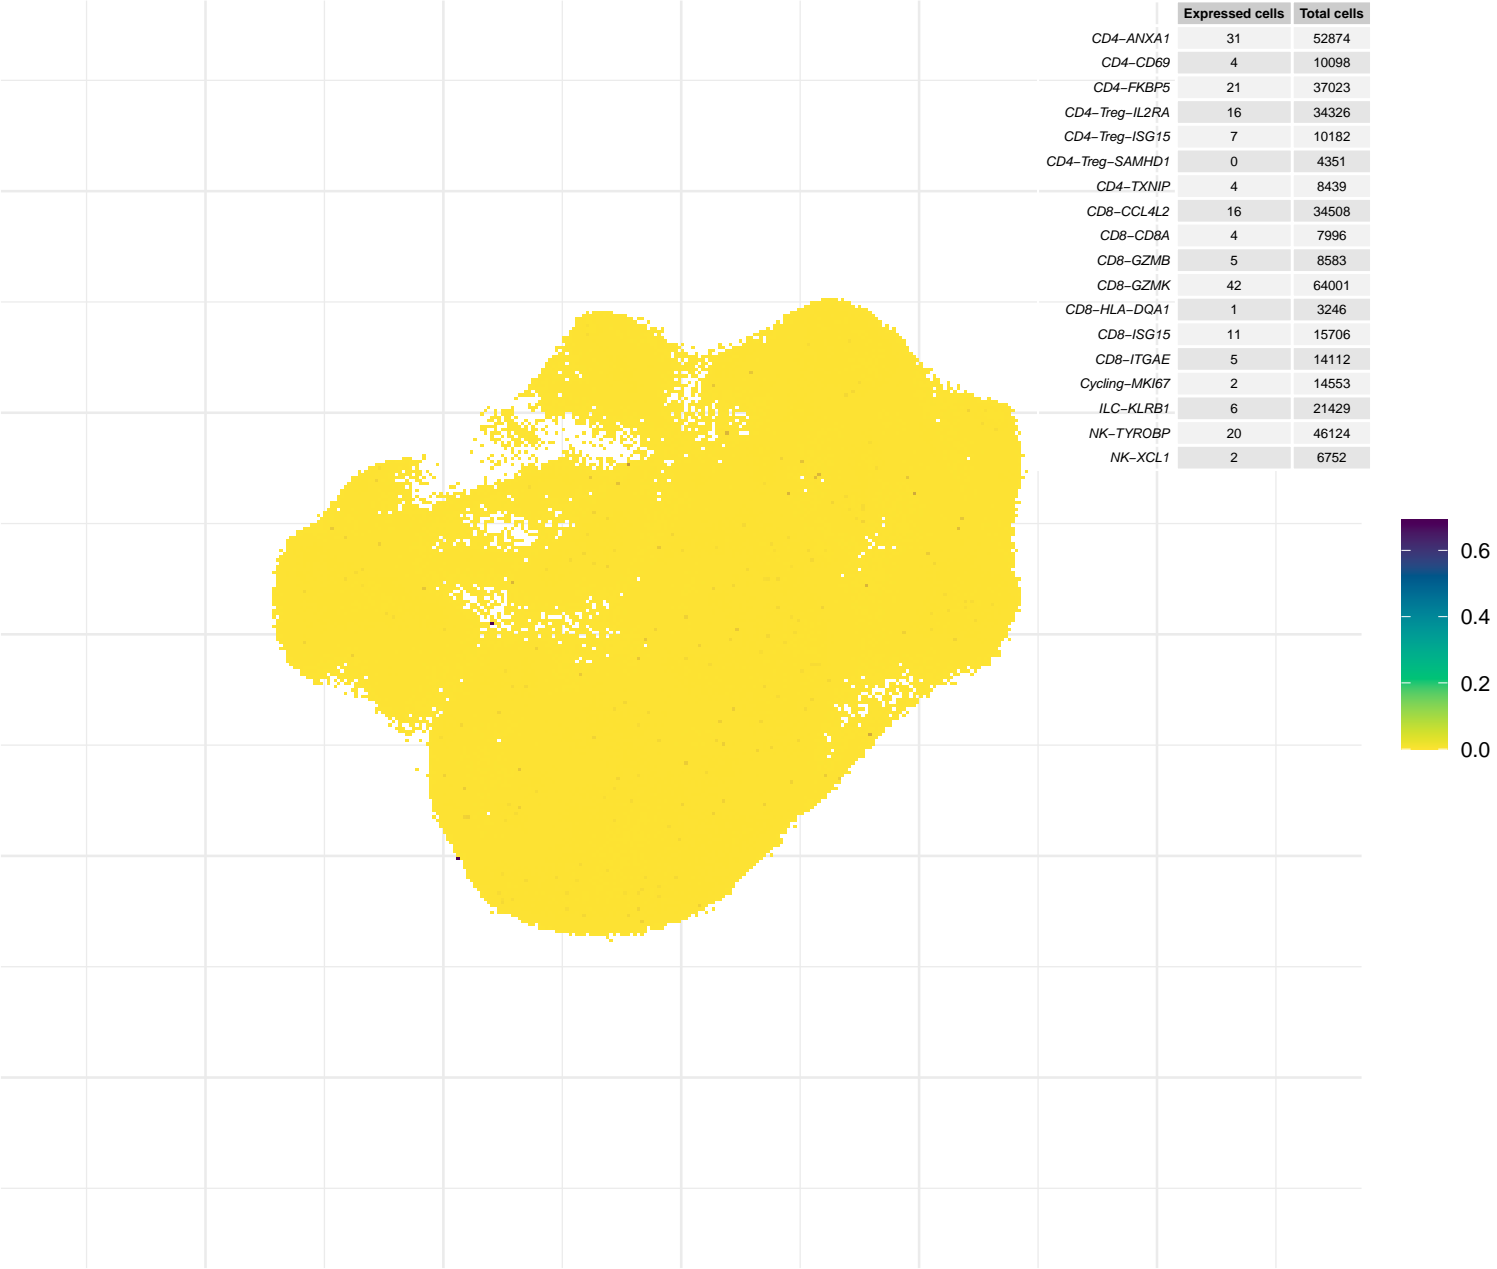 Expressed cells Total cells
CD4−ANXA1 31 52874
CD4−CD69 4 10098
CD4−FKBP5 21 37023
CD4−Treg−IL2RA 16 34326
CD4−Treg−ISG15 7 10182
CD4−Treg−SAMHD1 0 4351
CD4−TXNIP 4 8439
CD8−CCL4L2 16 34508
CD8−CD8A 4 7996
CD8−GZMB 5 8583
CD8−GZMK 42 64001
CD8−HLA−DQA1 1 3246
CD8−ISG15 11 15706
CD8−ITGAE 5 14112
Cycling−MKI67 2 14553
ILC−KLRB1 6 21429
NK−TYROBP 20 46124
NK−XCL1 2 6752
0.6
0.4
0.2
0.0